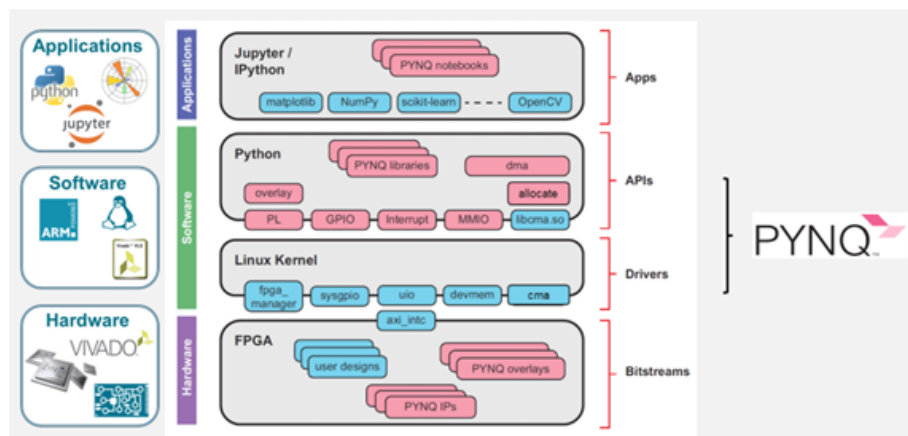 Applications
python
jupyter
Software
ARM
Hardware
VIVADO
Applications
Software
Hardware
Jupyter /
IPython
PYNQ notebooks
matplotlib
NumPy
scikit-learn
OpenCV
Python
PYNQ libraries
dma
overlay
allocate
PL
GPIO
Interrupt
MMIO
libcma.so
Linux Kernel
fpga_
manager
sysgpio
uio
devmem
cma
axi_intc
FPGA
user designs
PYNQ overlays
PYNQ IPs
Apps
APIs
Drivers
Bitstreams
PYNQ